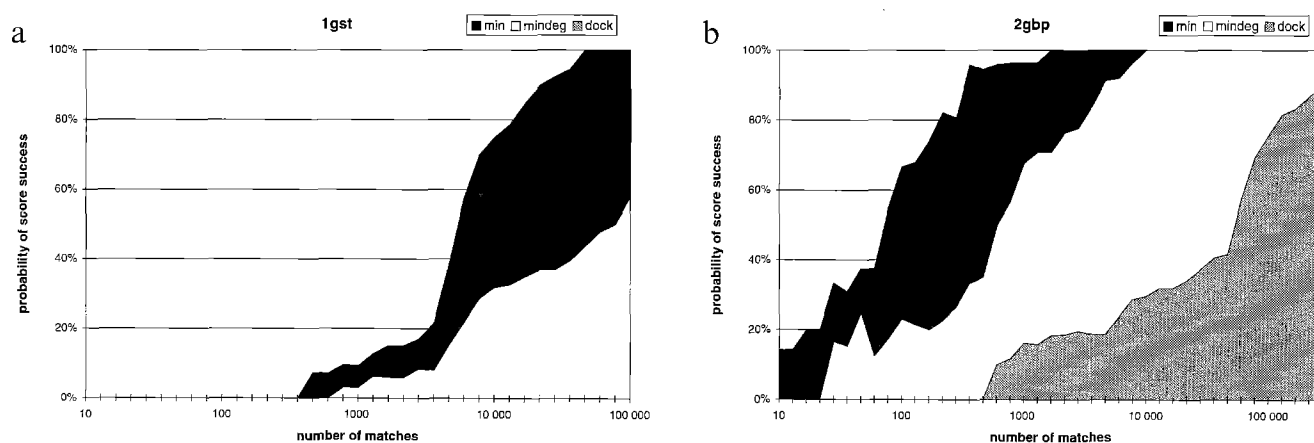 a
1gst
min mindeg dock
100%
80%
60%
40%
20%
0%
probability of score success
10 100 1000 10 000 100 000
number of matches
b
2gbp
min mindeg dock
100%
80%
60%
40%
20%
0%
probability of score success
10 100 1000 10 000 100 000
number of matches